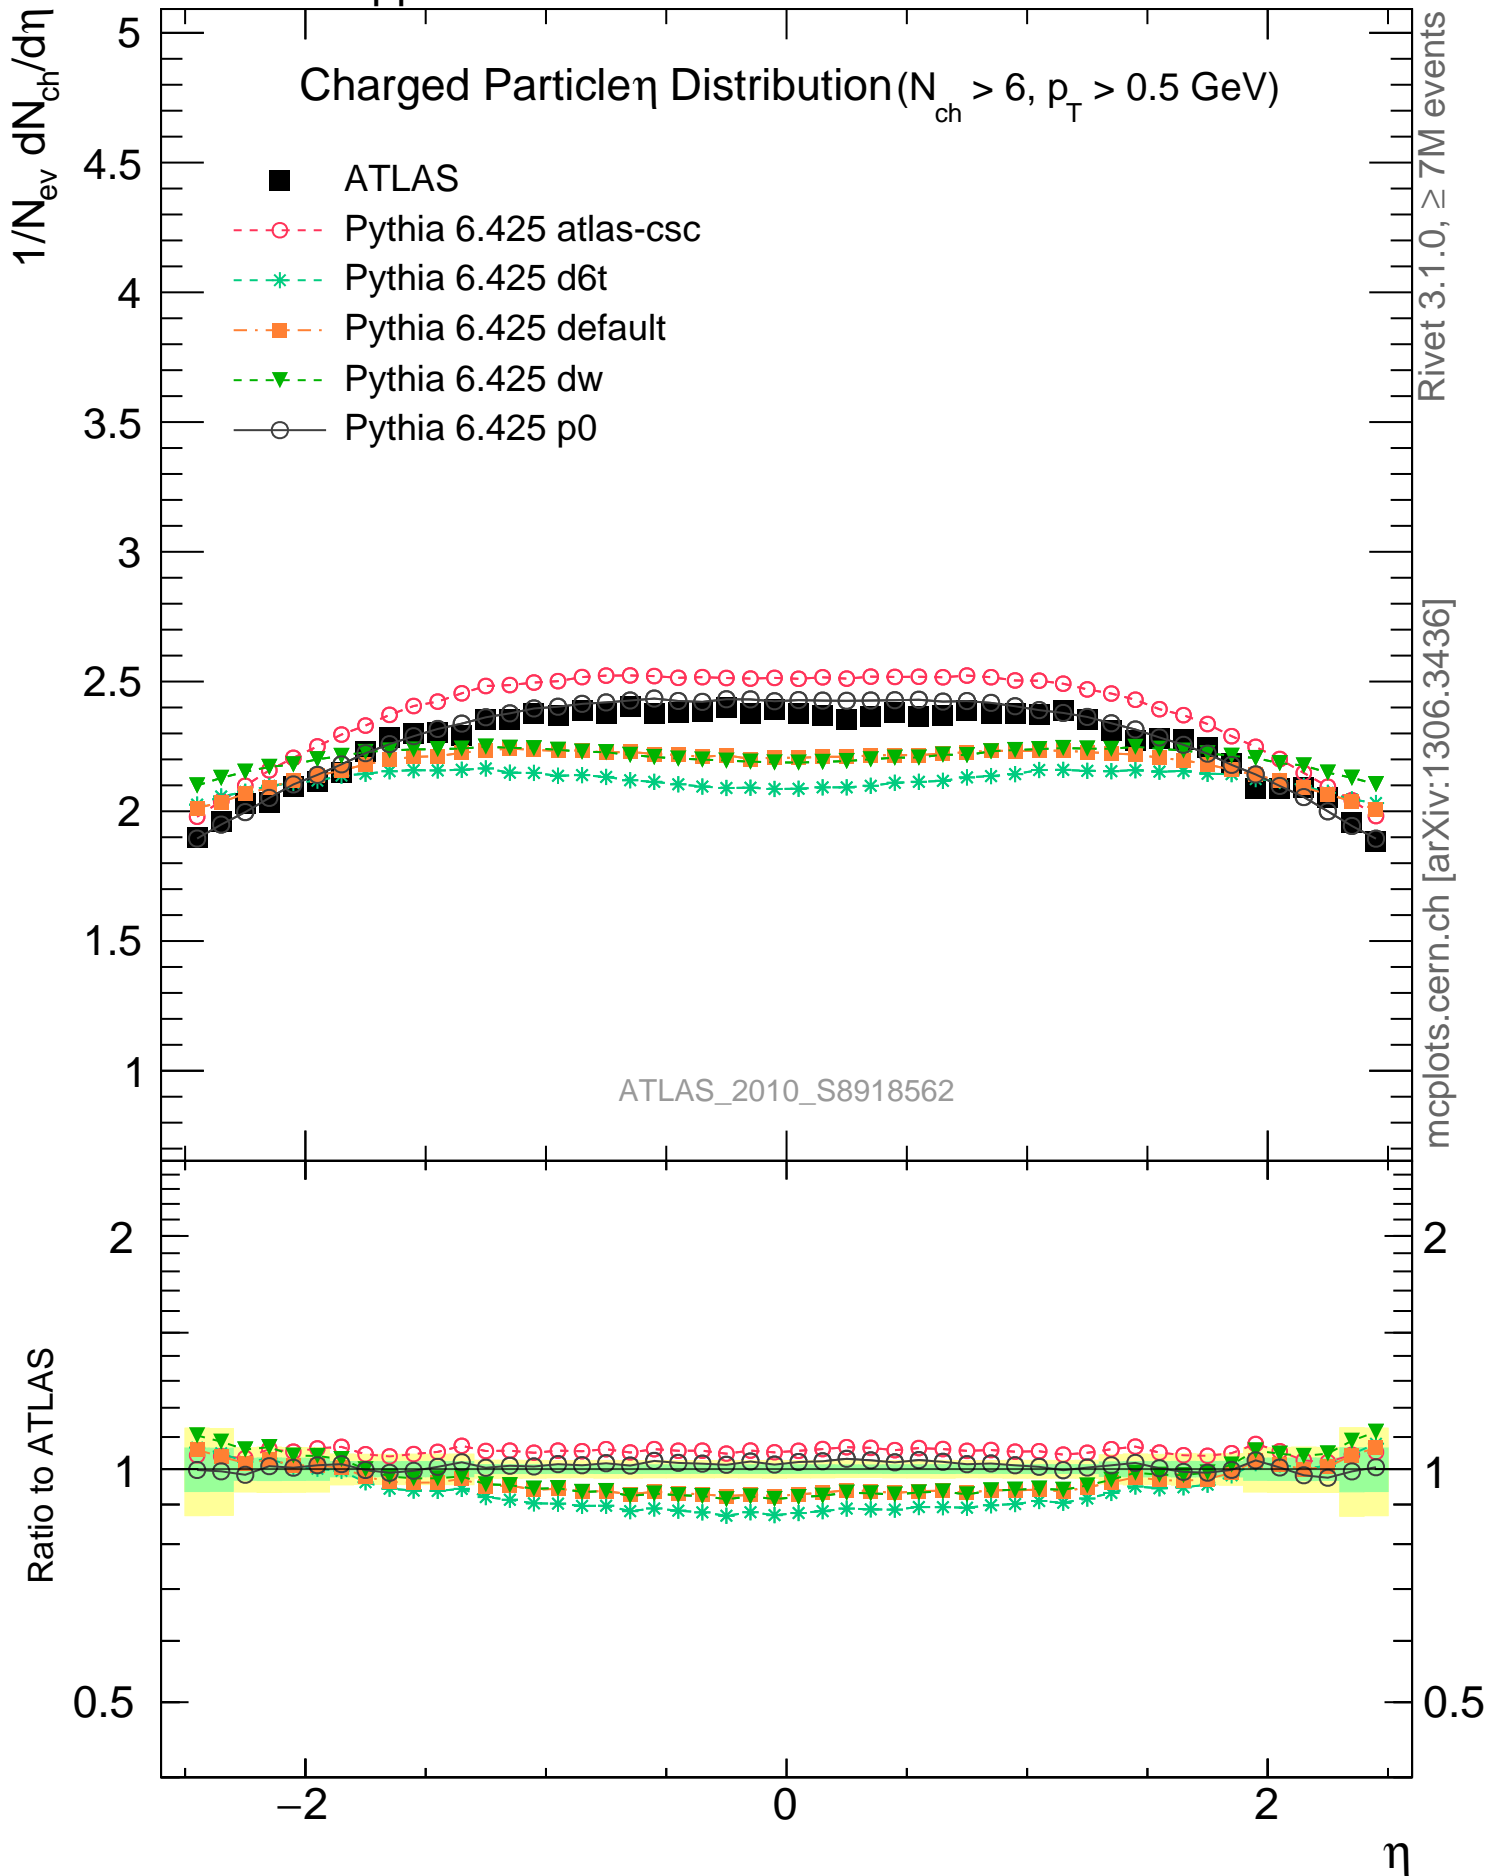 pp
Charged Particleη Distribution(N_ch > 6, p_T > 0.5 GeV)
1/N_ev dN_ch/dη
ATLAS
Pythia 6.425 atlas-csc
Pythia 6.425 d6t
Pythia 6.425 default
Pythia 6.425 dw
Pythia 6.425 p0
5
4.5
4
3.5
3
2.5
2
1.5
1
ATLAS_2010_S8918562
Rivet 3.1.0, ≥ 7M events
mcplots.cern.ch [arXiv:1306.3436]
Ratio to ATLAS
2
1
0.5
2
1
0.5
−2
0
2
η